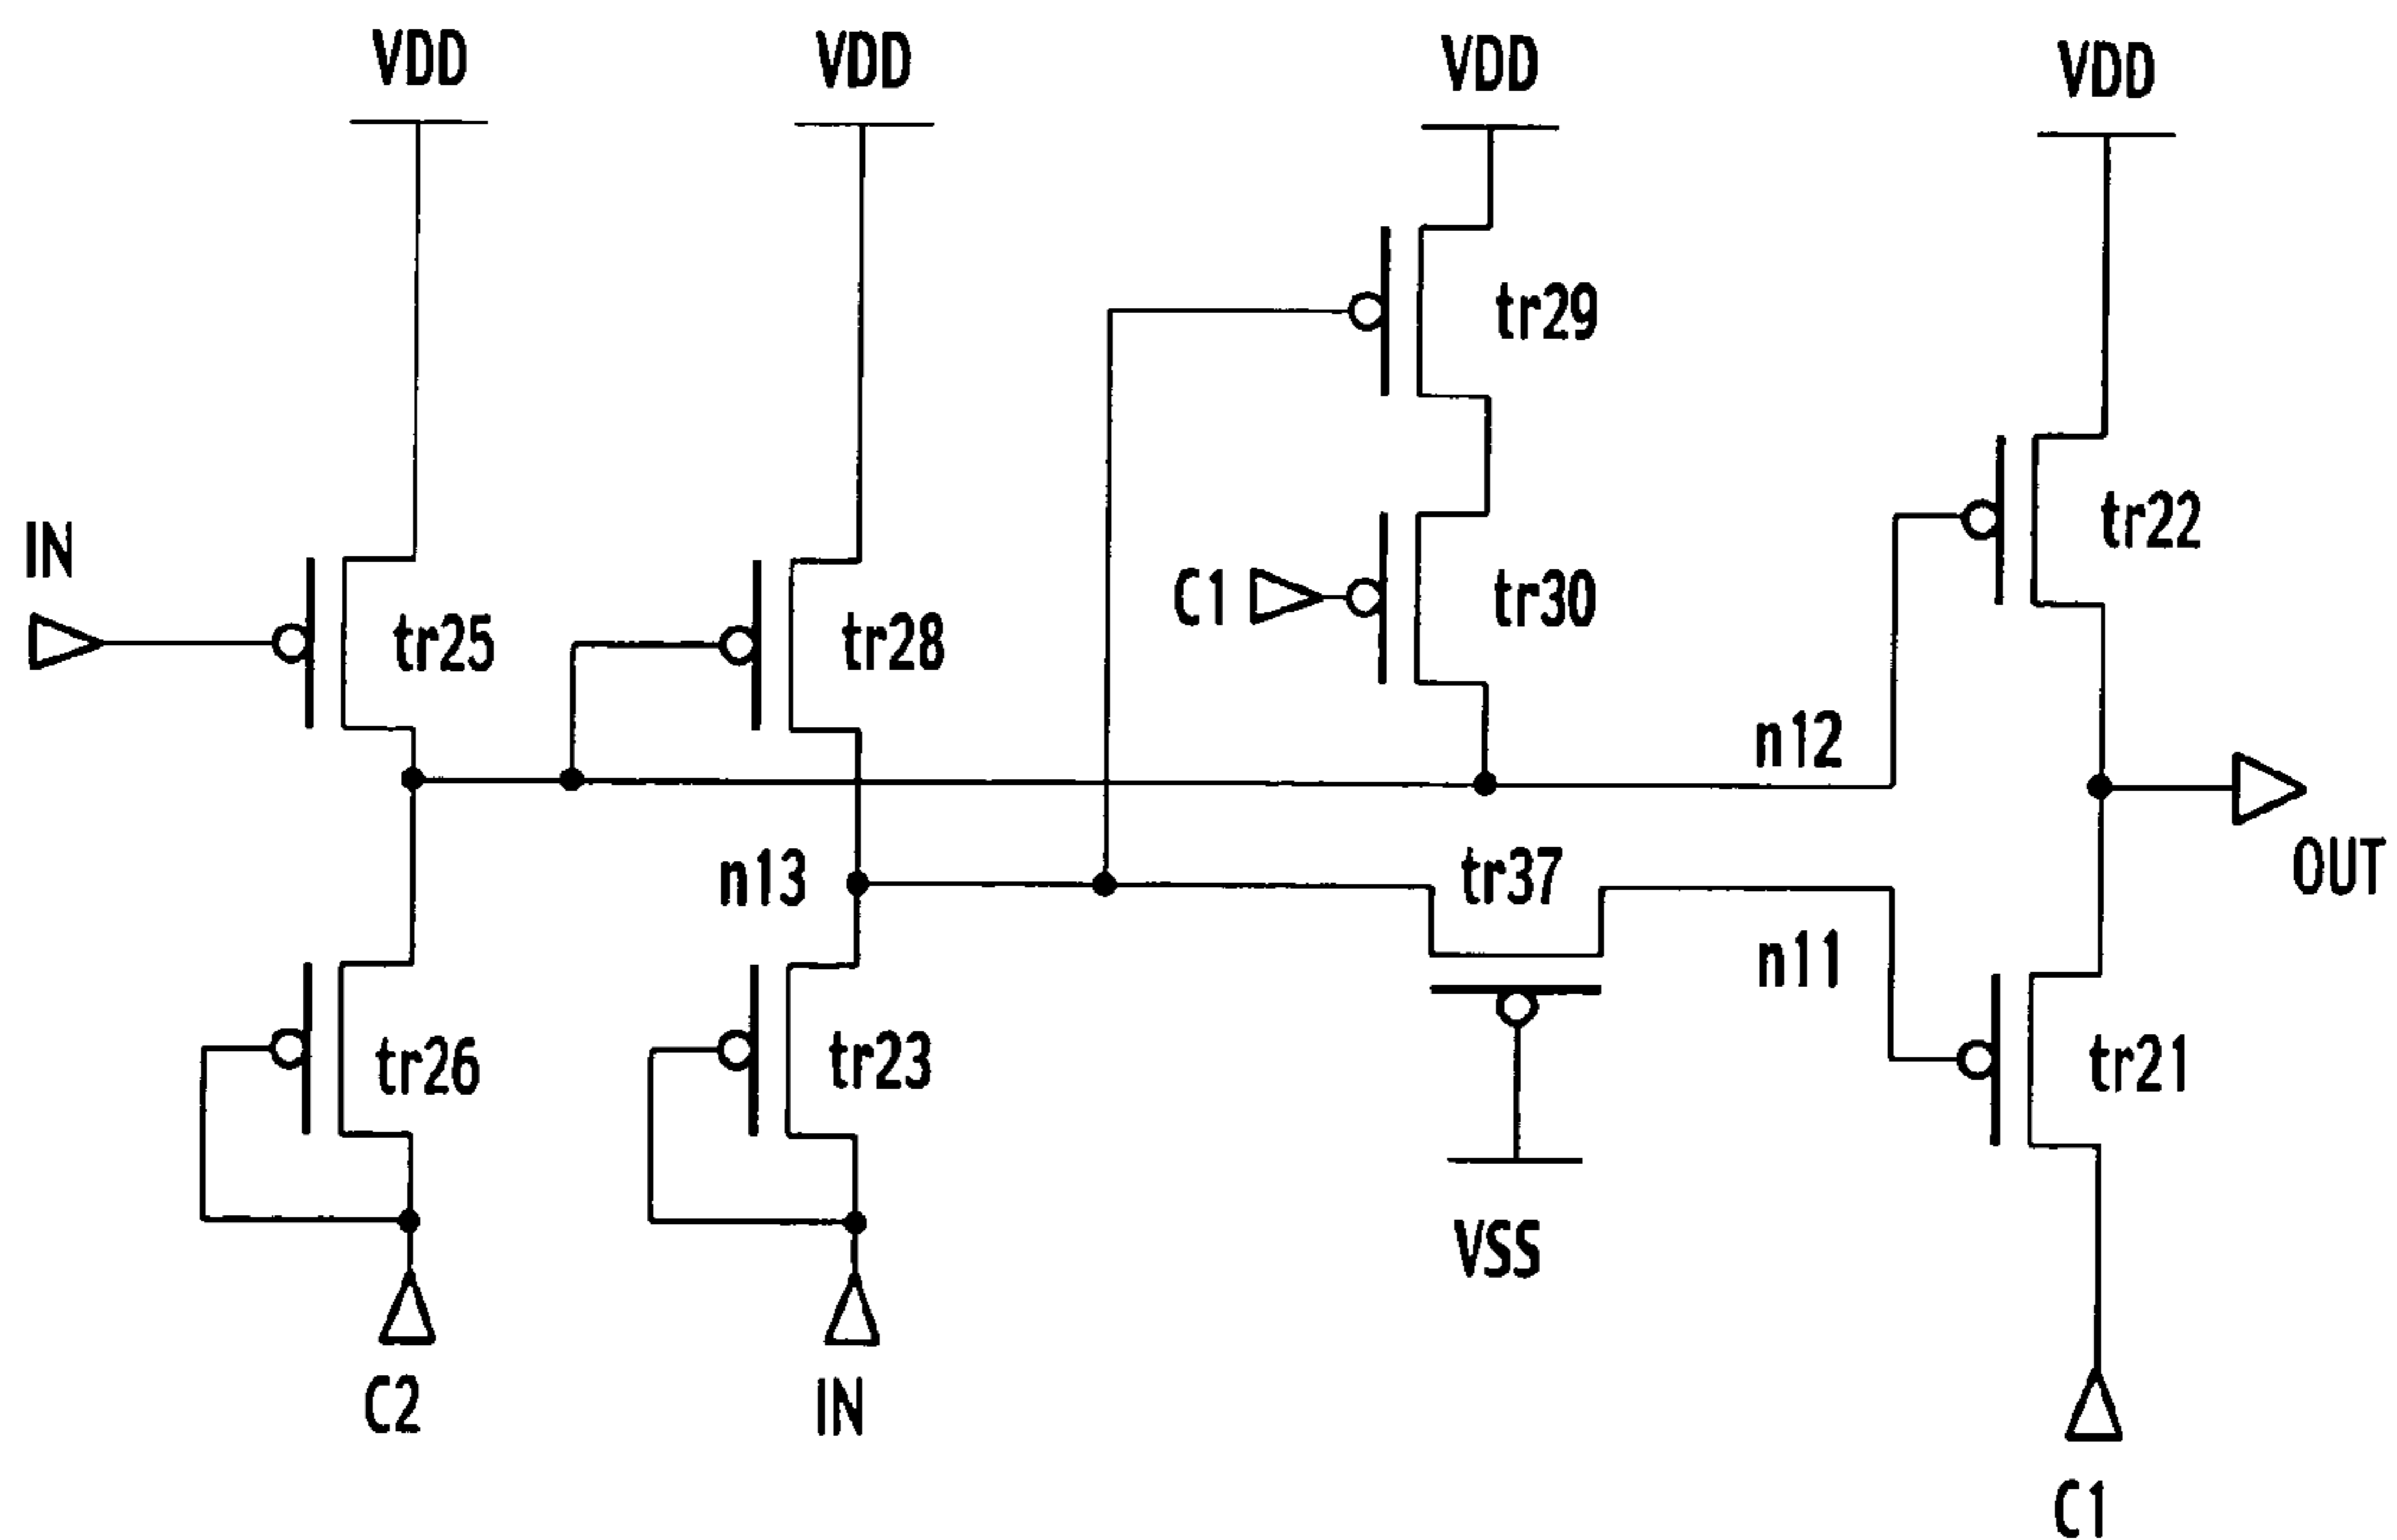 VDD
VDD
VDD
VDD
tr29
IN
tr22
C1
tr30
tr25
tr28
n12
n13
tr37
OUT
n11
tr26
tr23
tr21
VSS
C2
IN
C1